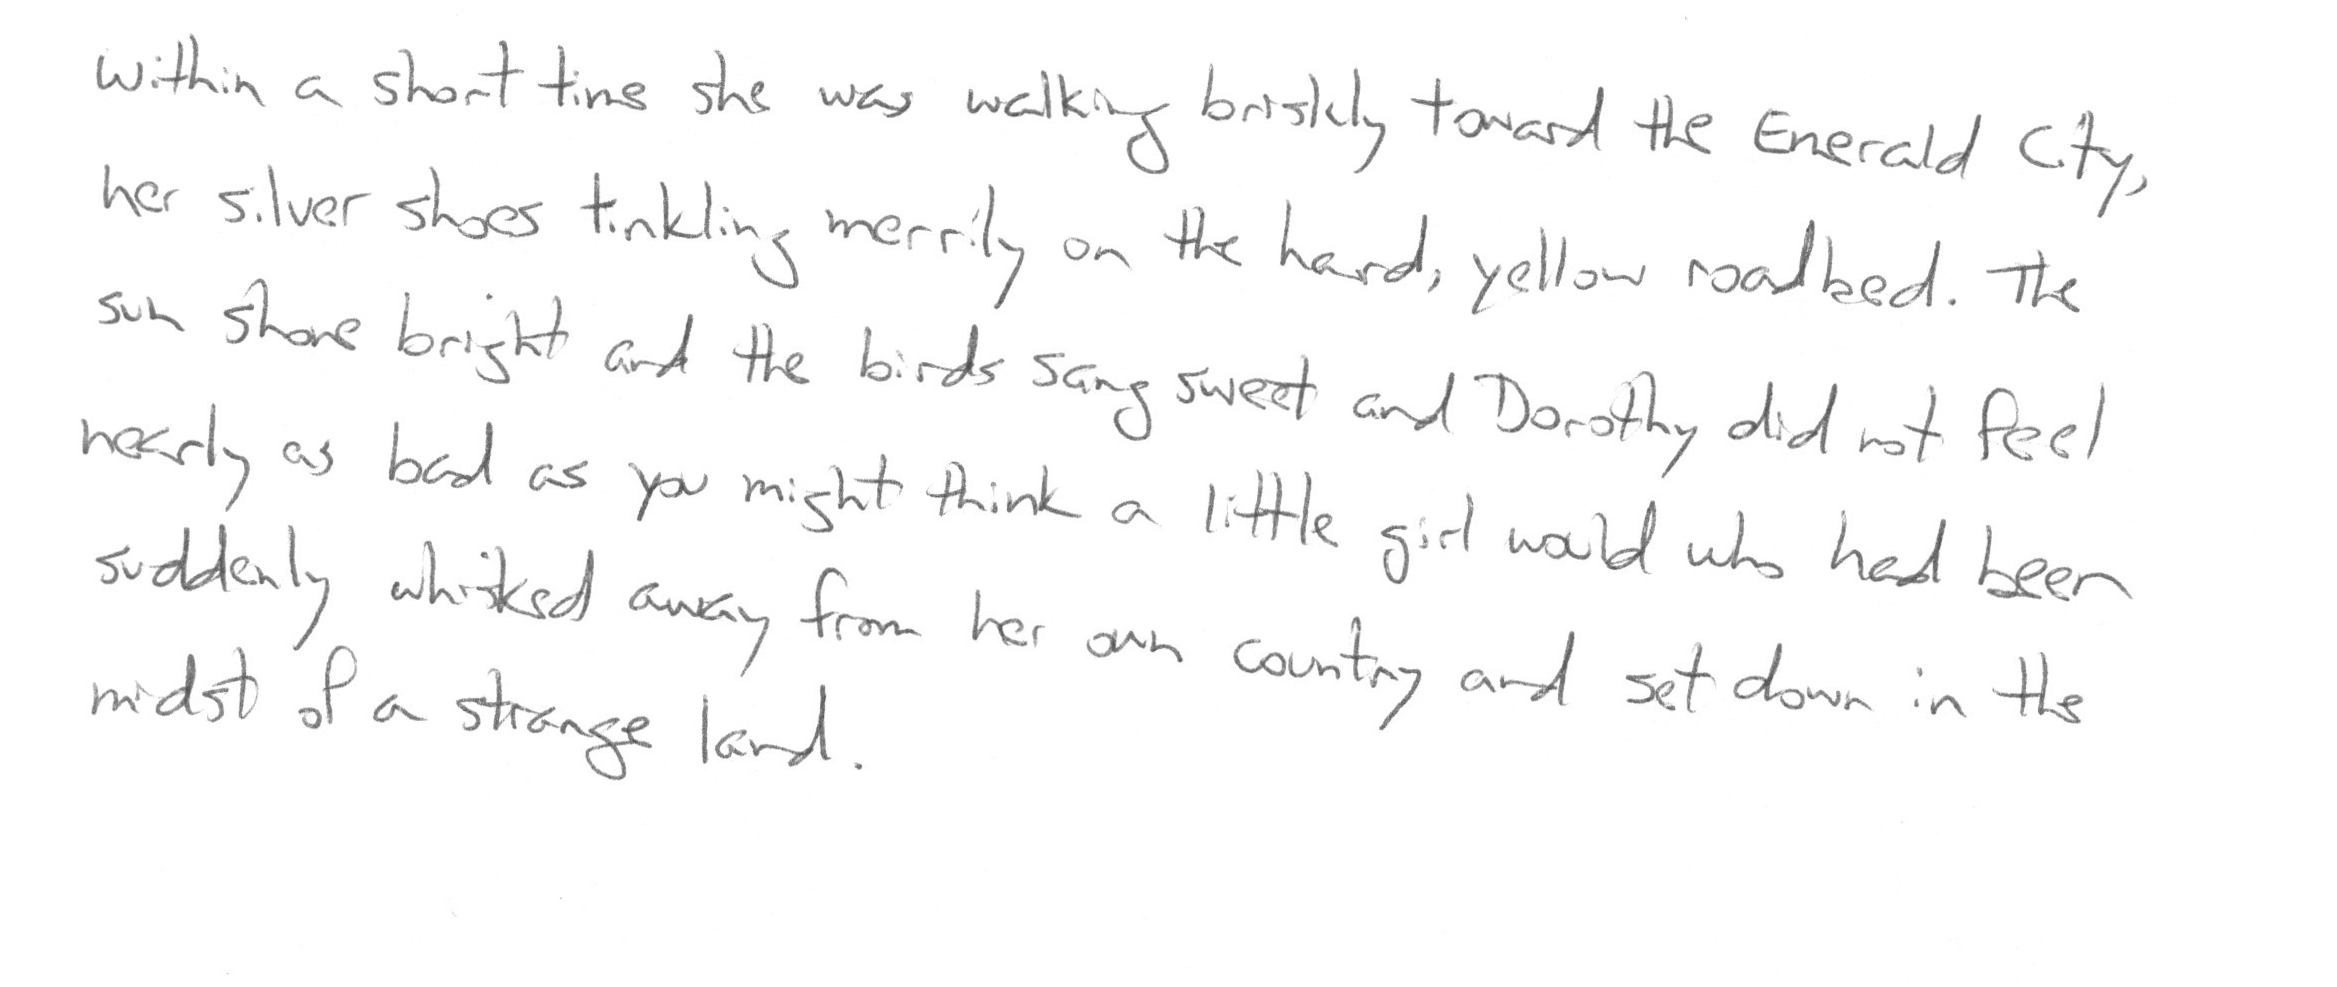 Within a short time she was walking briskly toward the Emerald City,
her silver shoes tinkling merrily on the hard, yellow roadbed. The
sun shone bright and the birds sang sweet and Dorothy did not feel
nearly as bad as you might think a little girl would who had been
suddenly whisked away from her own country and set down in the
midst of a strange land.